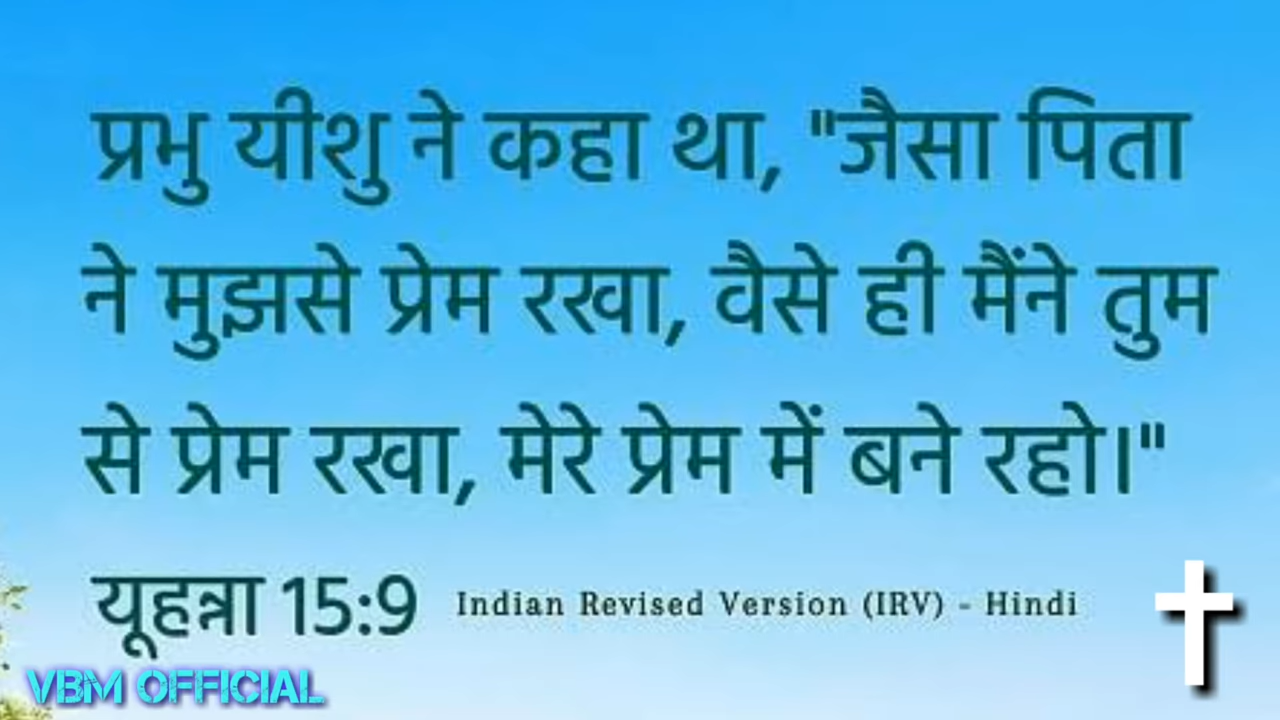 प्रभु यीशु ने कहा था, "जैसा पिता
ने मुझसे प्रेम रखा, वैसे ही मैंने तुम
से प्रेम रखा, मेरे प्रेम में बने रहो।"
यूहन्ना 15:9 Indian Revised Version (IRV) - Hindi
VBM OFFICIAL